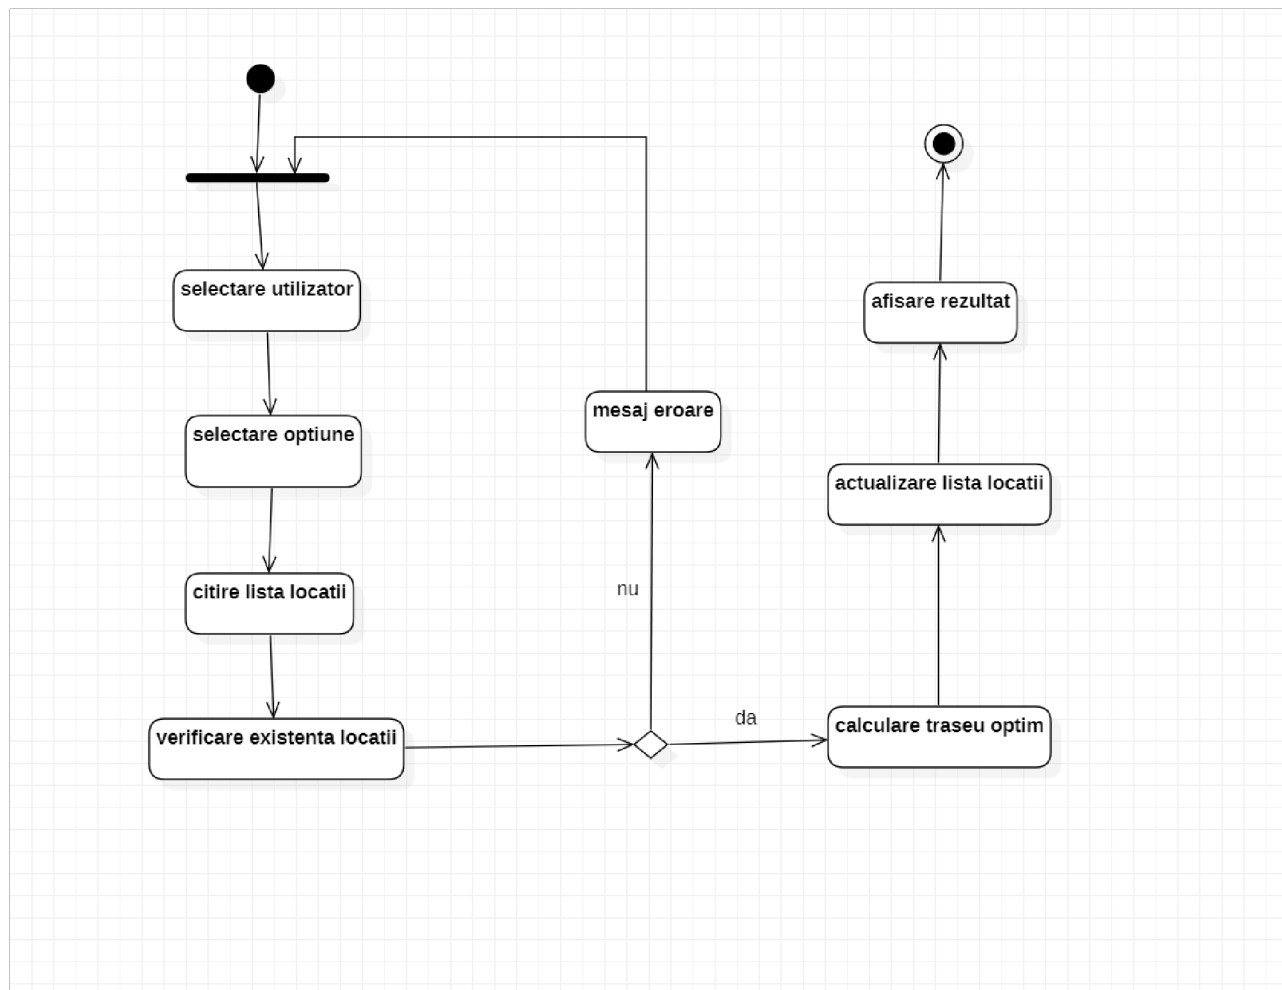 selectare utilizator
selectare optiune
citire lista locatii
verificare existenta locatii
mesaj eroare
nu
da
calculare traseu optim
actualizare lista locatii
afisare rezultat